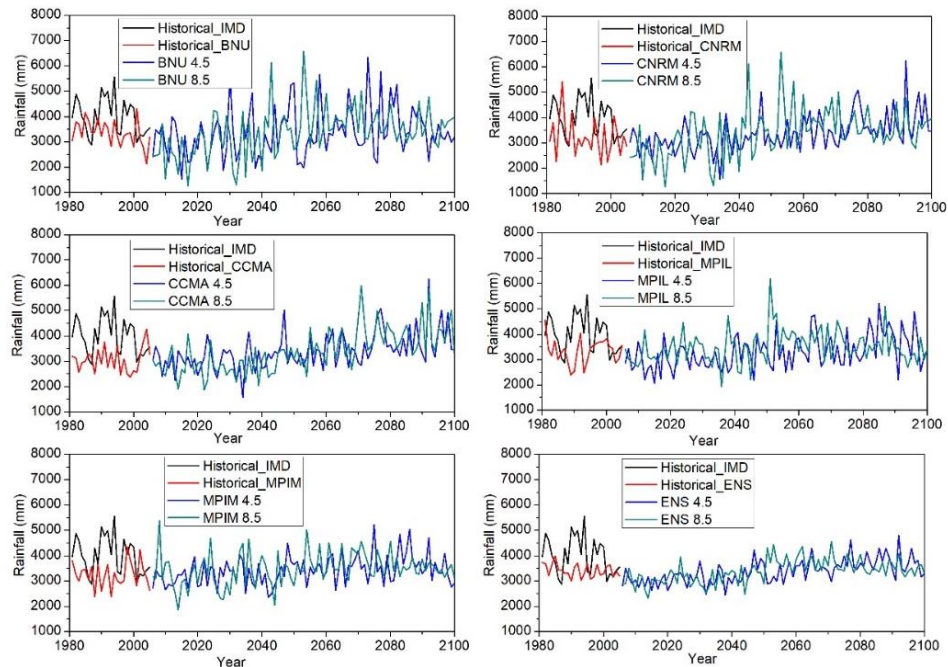 8000
7000
6000
5000
4000
3000
2000
1000
Rainfall (mm)
Historical_IMD
Historical_BNU
BNU 4.5
BNU 8.5
1980 2000 2020 2040 2060 2080 2100
Year
8000
7000
6000
5000
4000
3000
2000
1000
Rainfall (mm)
Historical_IMD
Historical_CNRM
CNRM 4.5
CNRM 8.5
1980 2000 2020 2040 2060 2080 2100
Year
8000
7000
6000
5000
4000
3000
2000
1000
Rainfall (mm)
Historical_IMD
Historical_CCMA
CCMA 4.5
CCMA 8.5
1980 2000 2020 2040 2060 2080 2100
Year
8000
7000
6000
5000
4000
3000
2000
1000
Rainfall (mm)
Historical_IMD
Historical_MPIL
MPIL 4.5
MPIL 8.5
1980 2000 2020 2040 2060 2080 2100
Year
8000
7000
6000
5000
4000
3000
2000
1000
Rainfall (mm)
Historical_IMD
Historical_MPIM
MPIM 4.5
MPIM 8.5
1980 2000 2020 2040 2060 2080 2100
Year
8000
7000
6000
5000
4000
3000
2000
1000
Rainfall (mm)
Historical_IMD
Historical_ENS
ENS 4.5
ENS 8.5
1980 2000 2020 2040 2060 2080 2100
Year